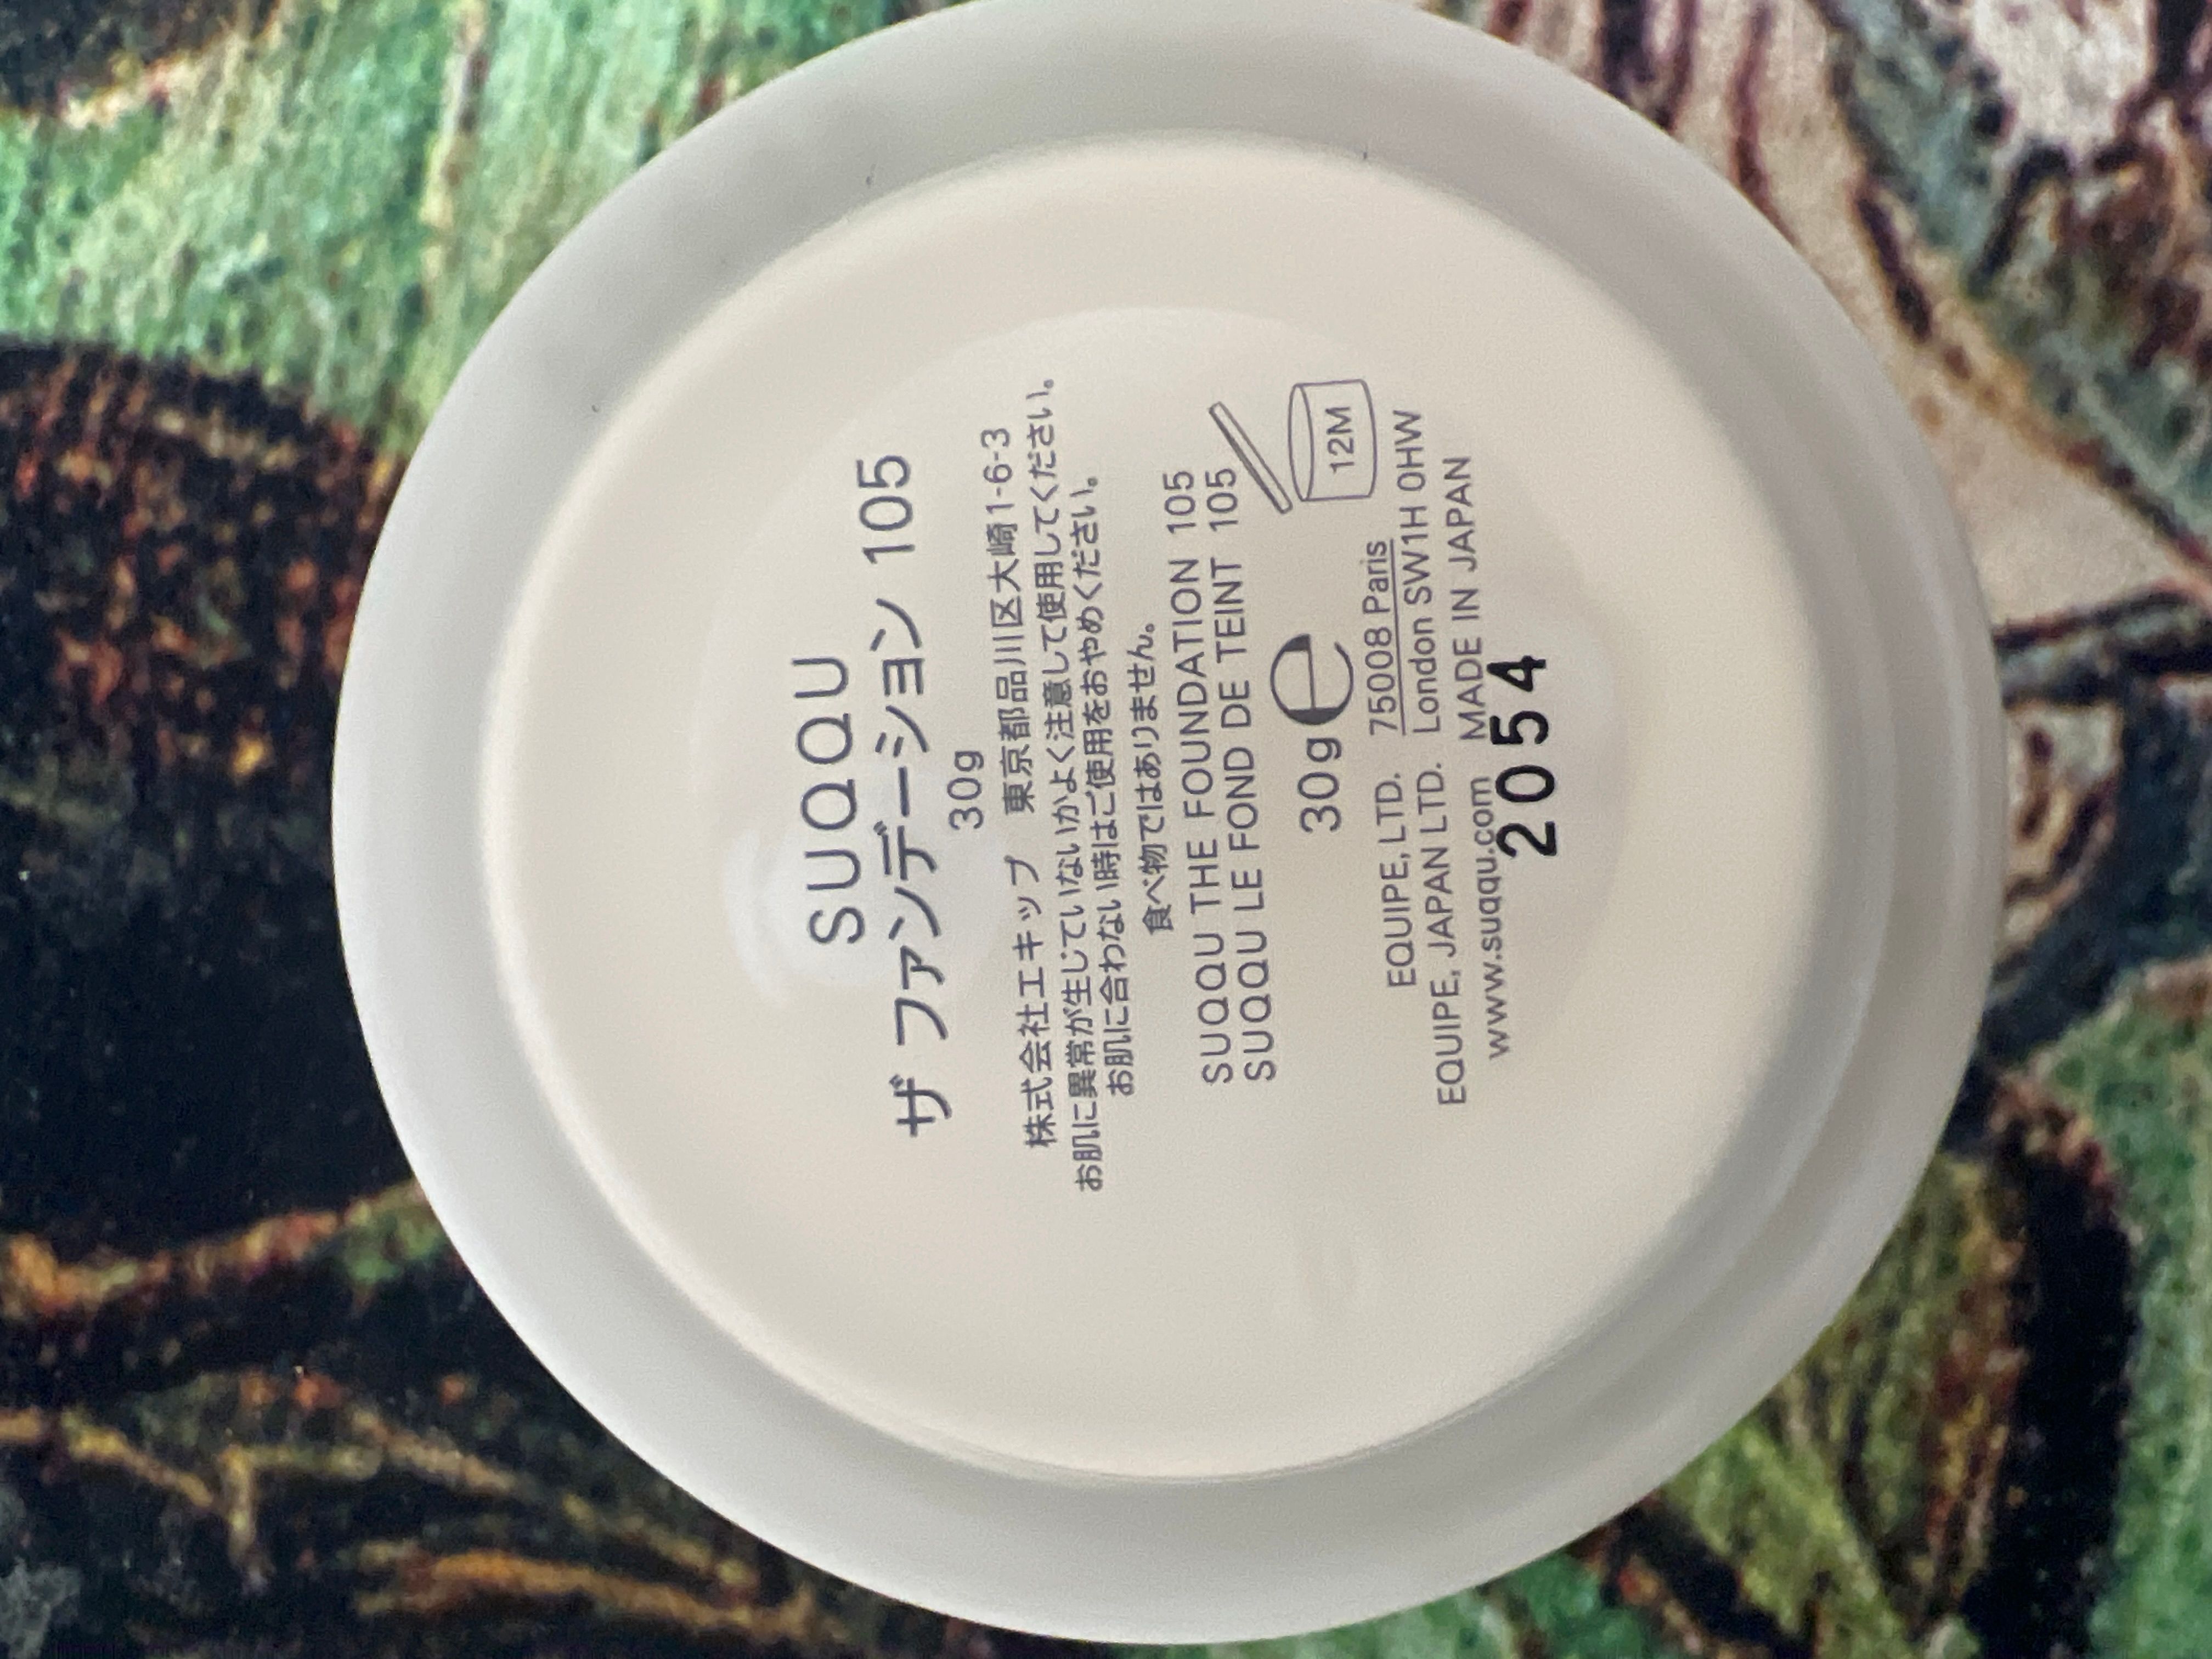 SUQQU
ザ ファンデーション 105
30g
株式会社エキップ 東京都品川区大崎1-6-3
お肌に異常が生じていないかよく注意して使用してください。
お肌に合わない時はご使用をおやめください。
食べ物ではありません。
SUQQU THE FOUNDATION 105
SUQQU LE FOND DE TEINT 105
30g e
12M
EQUIPE, LTD. 75008 Paris
EQUIPE, JAPAN LTD. London SW1H 0HW
www.suqqu.com MADE IN JAPAN
2054